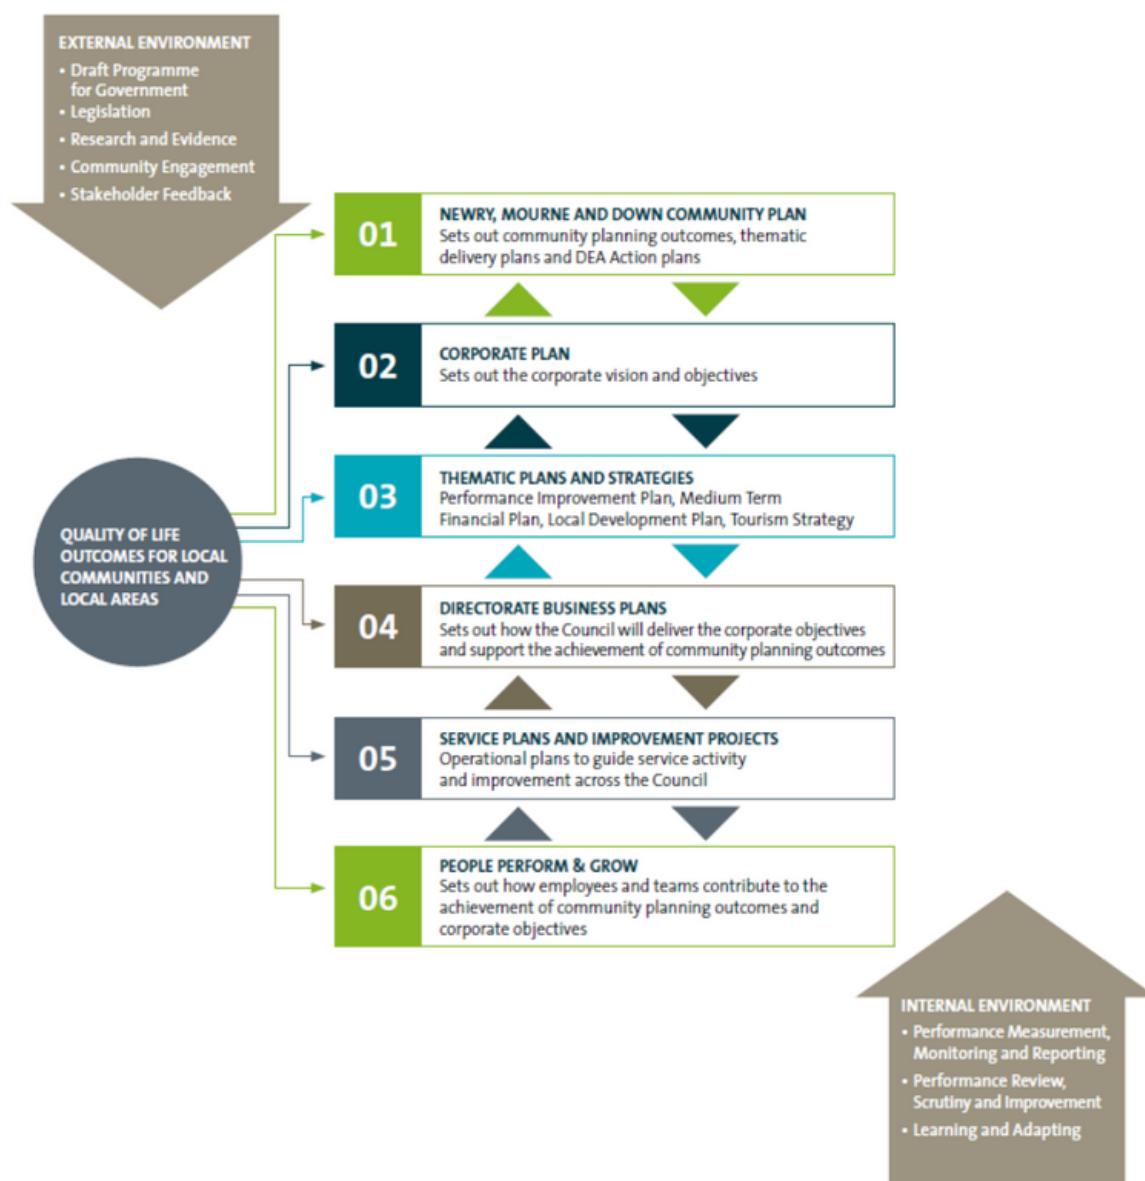 EXTERNAL ENVIRONMENT
• Draft Programme
for Government
• Legislation
• Research and Evidence
• Community Engagement
• Stakeholder Feedback
01
NEWRY, MOURNE AND DOWN COMMUNITY PLAN
Sets out community planning outcomes, thematic
delivery plans and DEA Action plans
02
CORPORATE PLAN
Sets out the corporate vision and objectives
03
THEMATIC PLANS AND STRATEGIES
Performance Improvement Plan, Medium Term
Financial Plan, Local Development Plan, Tourism Strategy
QUALITY OF LIFE
OUTCOMES FOR LOCAL
COMMUNITIES AND
LOCAL AREAS
04
DIRECTORATE BUSINESS PLANS
Sets out how the Council will deliver the corporate objectives
and support the achievement of community planning outcomes
05
SERVICE PLANS AND IMPROVEMENT PROJECTS
Operational plans to guide service activity
and improvement across the Council
06
PEOPLE PERFORM & GROW
Sets out how employees and teams contribute to the
achievement of community planning outcomes and
corporate objectives
INTERNAL ENVIRONMENT
• Performance Measurement,
Monitoring and Reporting
• Performance Review,
Scrutiny and Improvement
• Learning and Adapting